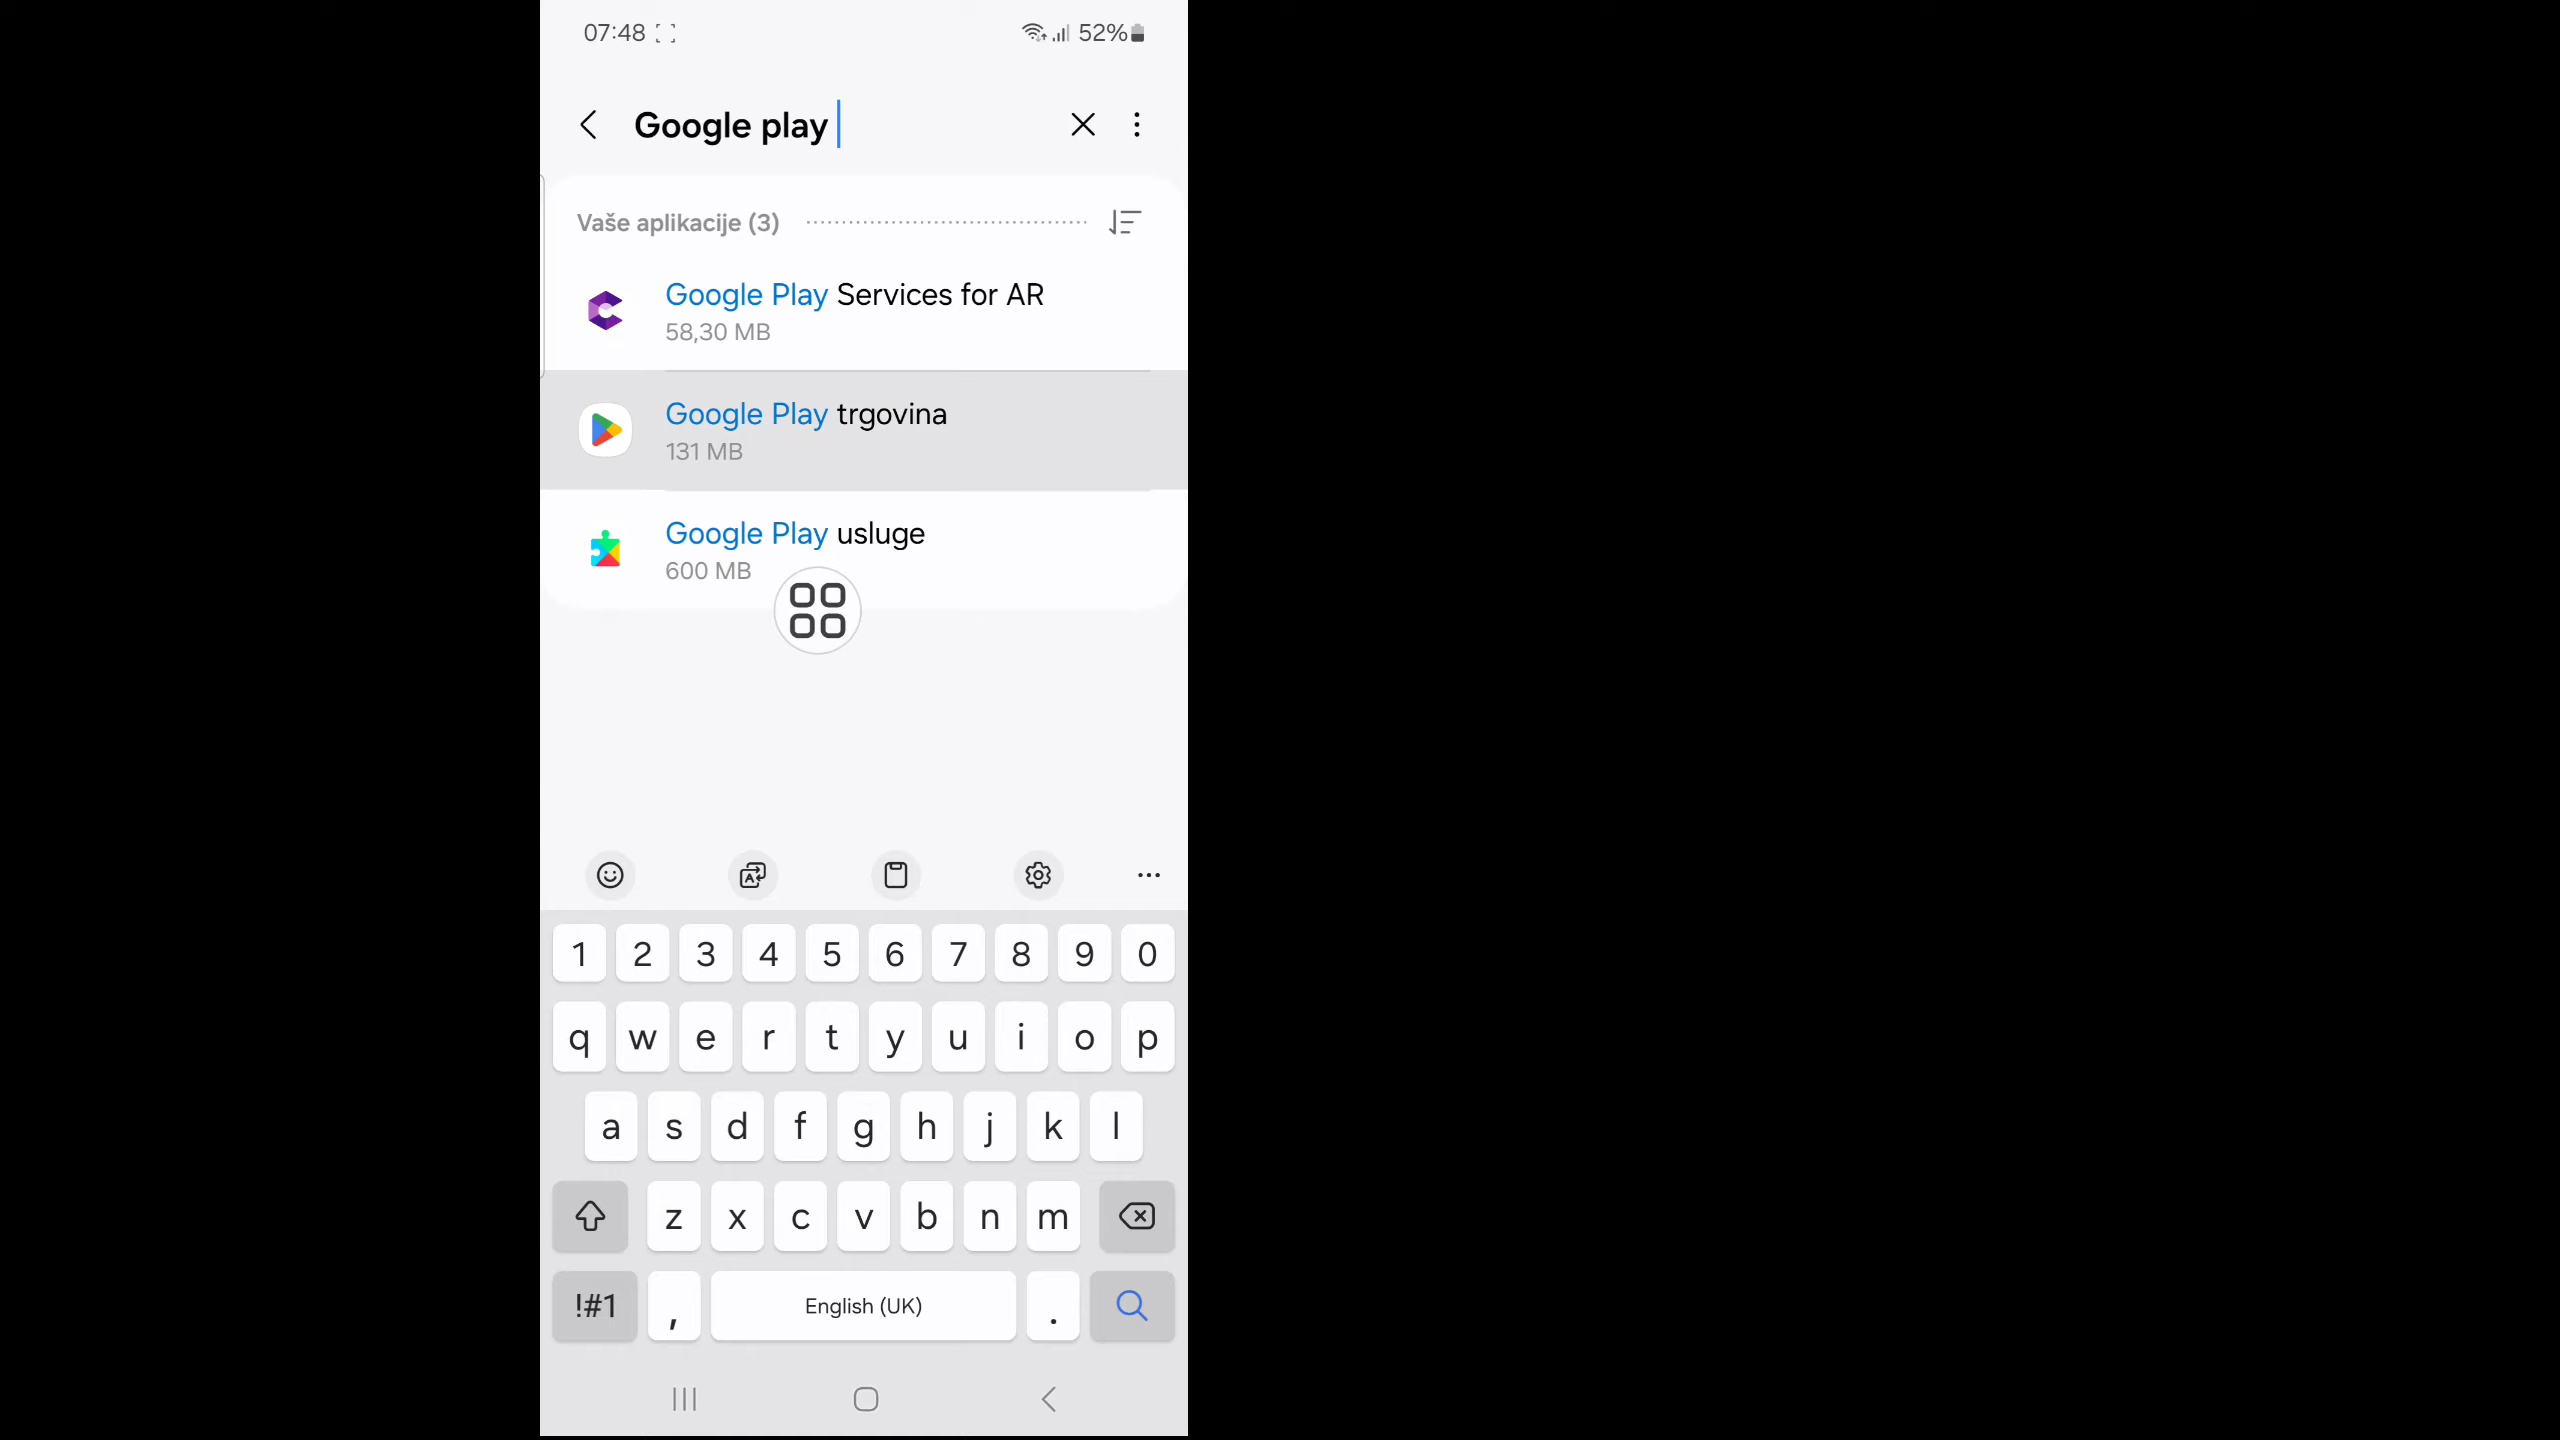 07:48 52%
Google play
Vaše aplikacije (3)
Google Play Services for AR
58,30 MB
Google Play trgovina
131 MB
Google Play usluge
600 MB
1 2 3 4 5 6 7 8 9 0
q w e r t y u i o p
a s d f g h j k l
z x c v b n m
!#1 , English (UK) .